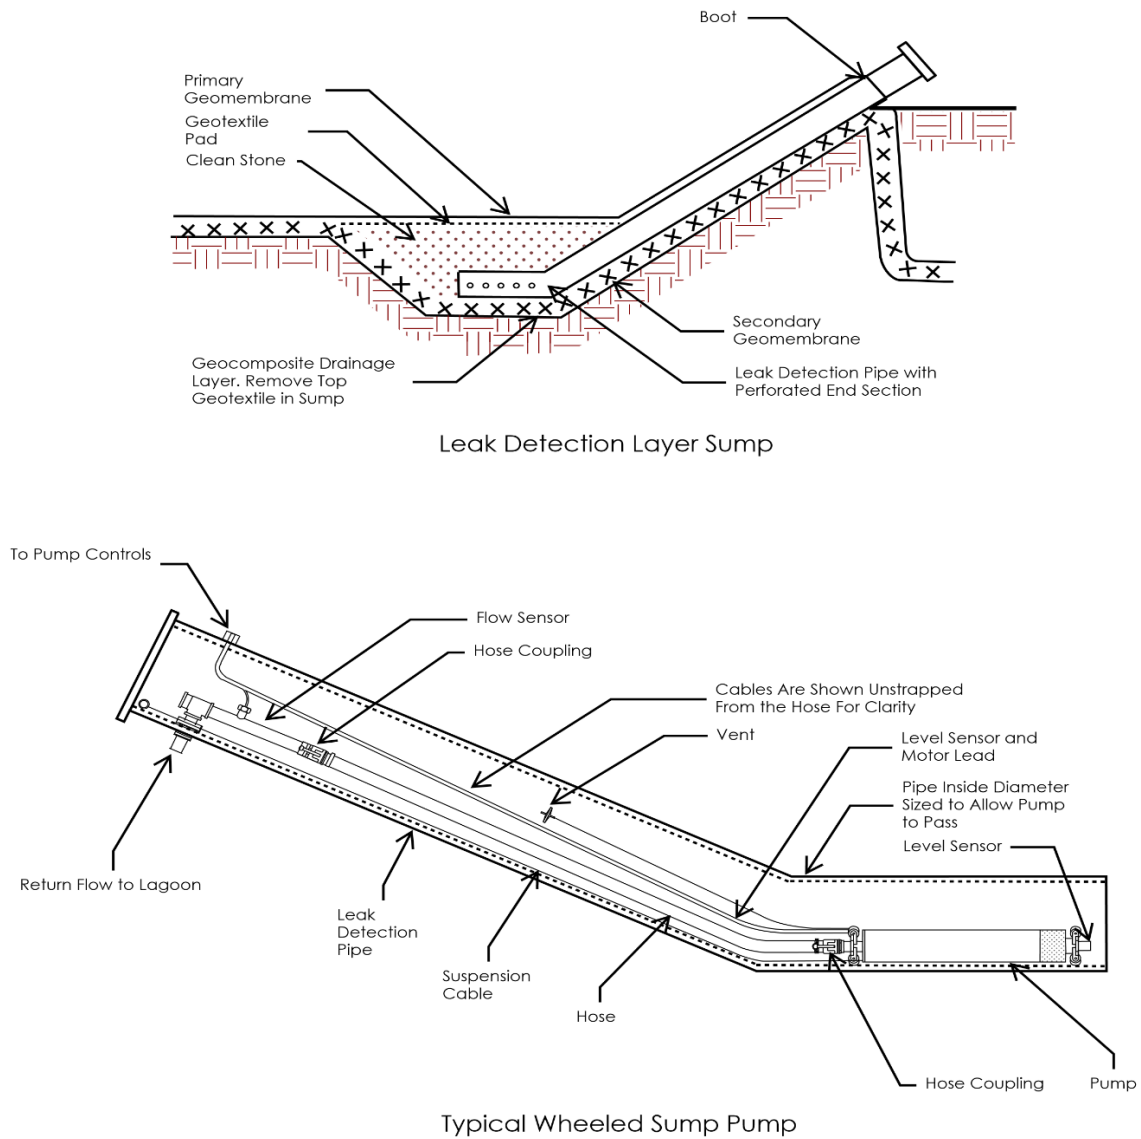 Boot
Primary
Geomembrane
Geotextile
Pad
Clean Stone
Secondary
Geomembrane
Geocomposite Drainage
Layer. Remove Top
Geotextile in Sump
Leak Detection Pipe with
Perforated End Section
Leak Detection Layer Sump
To Pump Controls
Flow Sensor
Hose Coupling
Cables Are Shown Unstrapped
From the Hose For Clarity
Vent
Level Sensor and
Motor Lead
Pipe Inside Diameter
Sized to Allow Pump
to Pass
Level Sensor
Return Flow to Lagoon
Leak
Detection
Pipe
Suspension
Cable
Hose
Hose Coupling
Pump
Typical Wheeled Sump Pump